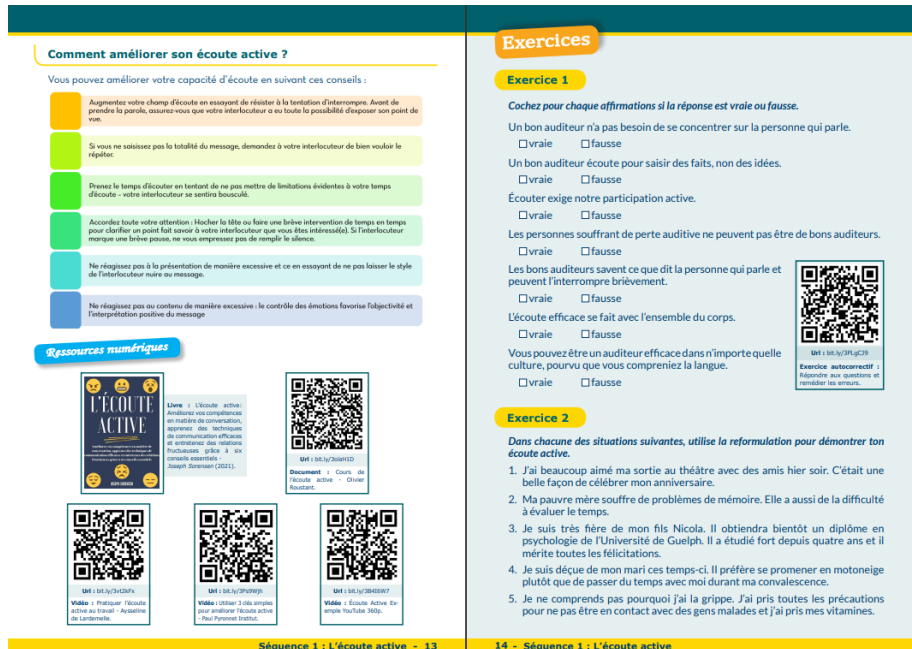 Comment améliorer son écoute active ?
Vous pouvez améliorer votre capacité d'écoute en suivant ces conseils :
Augmentez votre champ d'écoute en essayant de résister à la tentation d'interrompre. Avant de
prendre la parole, assurez-vous que votre interlocuteur a eu toute la possibilité d'exposer son point de
vue.
Si vous ne saisissez pas la totalité du message, demandez à votre interlocuteur de bien vouloir le
répéter.
Prenez le temps d'écouter en tentant de ne pas mettre de limitations évidentes à votre temps
d'écoute - votre interlocuteur se sentira bousculé.
Accordez toute votre attention : Hocher la tête ou faire une brève intervention de temps en temps
pour clarifier un point fait savoir à votre interlocuteur que vous êtes intéressé(e). Si l'interlocuteur
marque une brève pause, ne vous empressez pas de remplir le silence.
Ne réagissez pas à la présentation de manière excessive et ce en essayant de ne pas laisser le style
de l'interlocuteur nuire au message.
Ne réagissez pas au contenu de manière excessive : le contrôle des émotions favorise l'objectivité et
l'interprétation positive du message
Ressources numériques
L'ÉCOUTE
ACTIVE
Livre : L'écoute active:
Améliorez vos compétences
en matière de conversation,
apprenez des techniques
de communication efficaces
et entretenez des relations
fructueuses grâce à six
conseils essentiels -
Joseph Sorensen (2021).
Document : Cours de
l'écoute active - Olivier
Roustant.
Url : bit.ly/3vt2kFx
Vidéo : Pratiquer l'écoute
active au travail - Aysseline
de Lardemelle.
Url : bit.ly/3Ps9Wjh
Vidéo : Utiliser 3 clés simples
pour améliorer l'écoute active
- Paul Pyronnet Institut.
Url : bit.ly/3B4I6W7
Vidéo : Écoute Active Ex-
emple YouTube 360p.
Séquence 1 : L'écoute active - 13
Exercices
Exercice 1
Cochez pour chaque affirmations si la réponse est vraie ou fausse.
Un bon auditeur n'a pas besoin de se concentrer sur la personne qui parle.
vraie fausse
Un bon auditeur écoute pour saisir des faits, non des idées.
vraie fausse
Écouter exige notre participation active.
vraie fausse
Les personnes souffrant de perte auditive ne peuvent pas être de bons auditeurs.
vraie fausse
Les bons auditeurs savent ce que dit la personne qui parle et
peuvent l'interrompre brièvement.
vraie fausse
L'écoute efficace se fait avec l'ensemble du corps.
vraie fausse
Vous pouvez être un auditeur efficace dans n'importe quelle
culture, pourvu que vous compreniez la langue.
vraie fausse
Url : bit.ly/3PLgCJ9
Exercice autocorrectif :
Répondre aux questions et
remédier les erreurs.
Exercice 2
Dans chacune des situations suivantes, utilise la reformulation pour démontrer ton
écoute active.
1. J'ai beaucoup aimé ma sortie au théâtre avec des amis hier soir. C'était une
belle façon de célébrer mon anniversaire.
2. Ma pauvre mère souffre de problèmes de mémoire. Elle a aussi de la difficulté
à évaluer le temps.
3. Je suis très fière de mon fils Nicola. Il obtiendra bientôt un diplôme en
psychologie de l'Université de Guelph. Il a étudié fort depuis quatre ans et il
mérite toutes les félicitations.
4. Je suis déçue de mon mari ces temps-ci. Il préfère se promener en motoneige
plutôt que de passer du temps avec moi durant ma convalescence.
5. Je ne comprends pas pourquoi j'ai la grippe. J'ai pris toutes les précautions
pour ne pas être en contact avec des gens malades et j'ai pris mes vitamines.
14 - Séquence 1 : L'écoute active